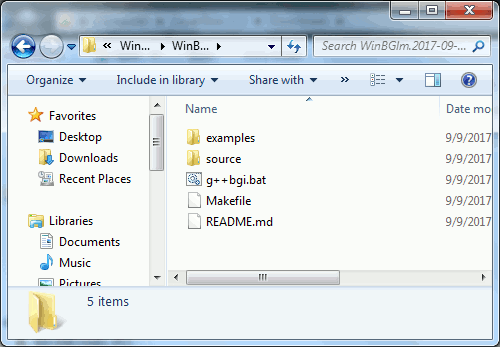 « Win... ▸ WinB... ▸ Search WinBGIm.2017-09-...
Organize Include in library Share with »
Favorites
Desktop
Downloads
Recent Places
Libraries
Documents
Music
Pictures
Name Date mo
examples 9/9/2017
source 9/9/2017
g++bgi.bat 9/9/2017
Makefile 9/9/2017
README.md 9/9/2017
5 items